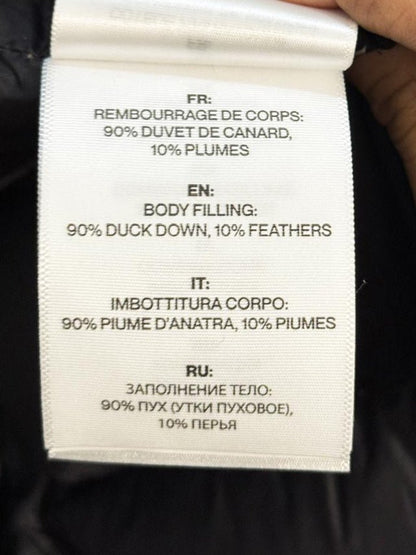 FR:
REMBOURRAGE DE CORPS:
90% DUVET DE CANARD,
10% PLUMES
EN:
BODY FILLING:
90% DUCK DOWN, 10% FEATHERS
IT:
IMBOTTITURA CORPO:
90% PIUME D'ANATRA, 10% PIUMES
RU:
ЗАПОЛНЕНИЕ ТЕЛО:
90% ПУХ (УТКИ ПУХОВОЕ),
10% ПЕРЬЯ